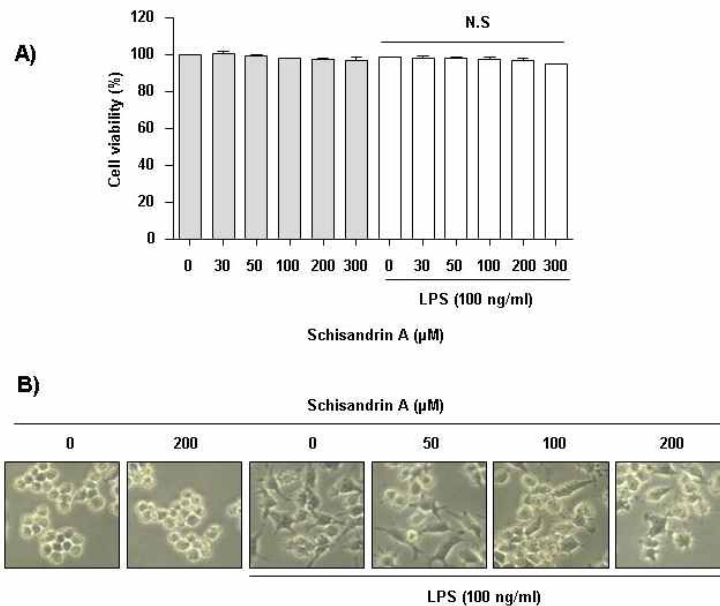 A)
N.S
Cell viability (%)
120
100
80
60
40
20
0
0 30 50 100 200 300 0 30 50 100 200 300
LPS (100 ng/ml)
Schisandrin A (µM)
B)
Schisandrin A (µM)
0 200 0 50 100 200
LPS (100 ng/ml)